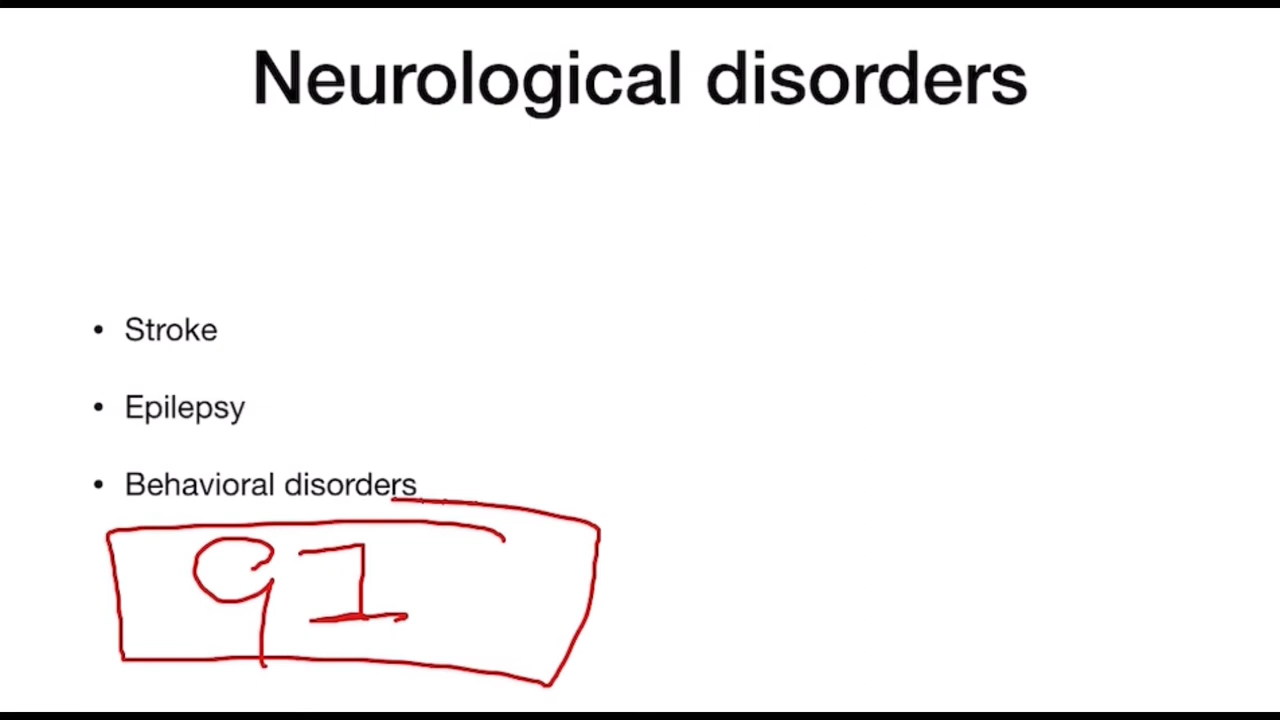 Neurological disorders
• Stroke
• Epilepsy
• Behavioral disorders
91